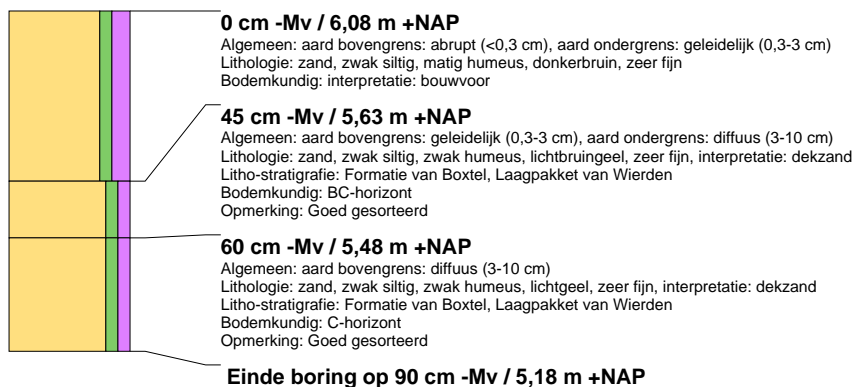 0 cm -Mv / 6,08 m +NAP
Algemeen: aard bovengrens: abrupt (<0,3 cm), aard ondergrens: geleidelijk (0,3-3 cm)
Lithologie: zand, zwak siltig, matig humeus, donkerbruin, zeer fijn
Bodemkundig: interpretatie: bouwvoor
45 cm -Mv / 5,63 m +NAP
Algemeen: aard bovengrens: geleidelijk (0,3-3 cm), aard ondergrens: diffuus (3-10 cm)
Lithologie: zand, zwak siltig, zwak humeus, lichtbruingeel, zeer fijn, interpretatie: dekzand
Litho-stratigrafie: Formatie van Boxtel, Laagpakket van Wierden
Bodemkundig: BC-horizont
Opmerking: Goed gesorteerd
60 cm -Mv / 5,48 m +NAP
Algemeen: aard bovengrens: diffuus (3-10 cm)
Lithologie: zand, zwak siltig, zwak humeus, lichtgeel, zeer fijn, interpretatie: dekzand
Litho-stratigrafie: Formatie van Boxtel, Laagpakket van Wierden
Bodemkundig: C-horizont
Opmerking: Goed gesorteerd
Einde boring op 90 cm -Mv / 5,18 m +NAP